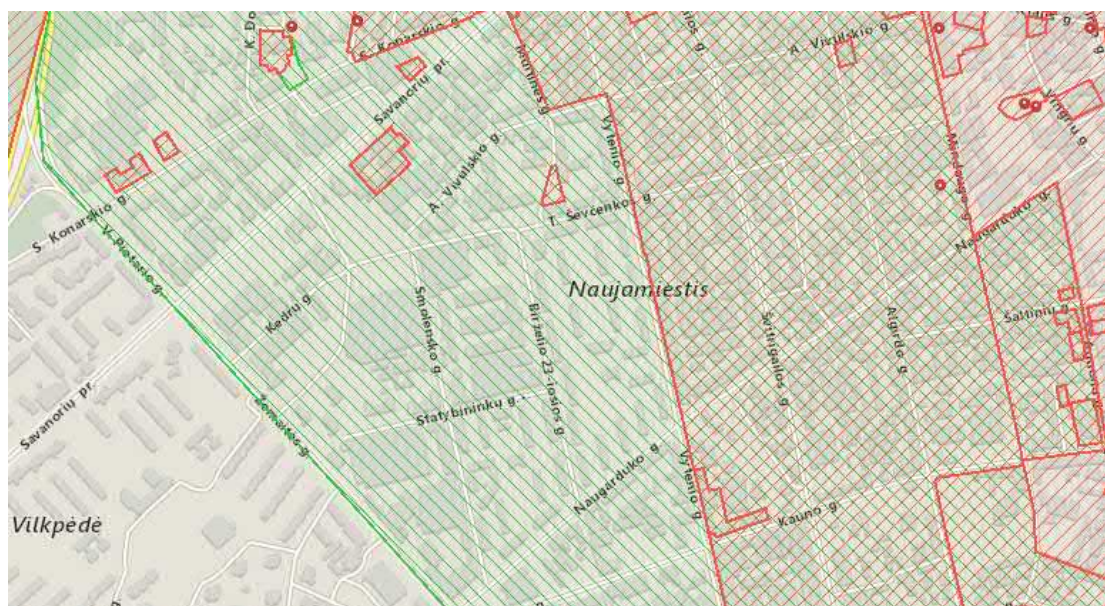 K. Do
S. Konarskio g.
Savanorių pr.
A. Vivulskio g.
A. Vivulskio g.
Vytenio g.
T. Ševčenkos g.
Mindaugo g.
Vingrių g.
Naugarduko g.
S. Konarskio g.
V. Pietario g.
Kedrų g.
Smolensko g.
Birželio 23-iosios g.
Naujamiestis
Švitrigailos g.
Algirdo g.
Šaltinių g.
Savanorių pr.
Žemaitės g.
Statybininkų g.
Naugarduko g.
Vytenio g.
Kauno g.
Vilkpėdė